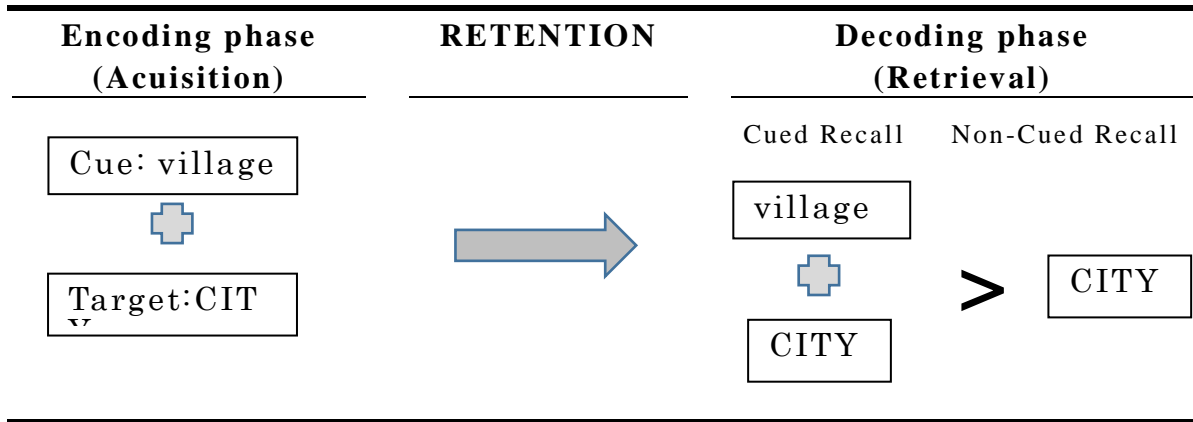 Encoding phase
(Acuisition)
RETENTION
Decoding phase
(Retrieval)
Cued Recall
Non-Cued Recall
Cue: village
Target:CIT
village
>
CITY
CITY